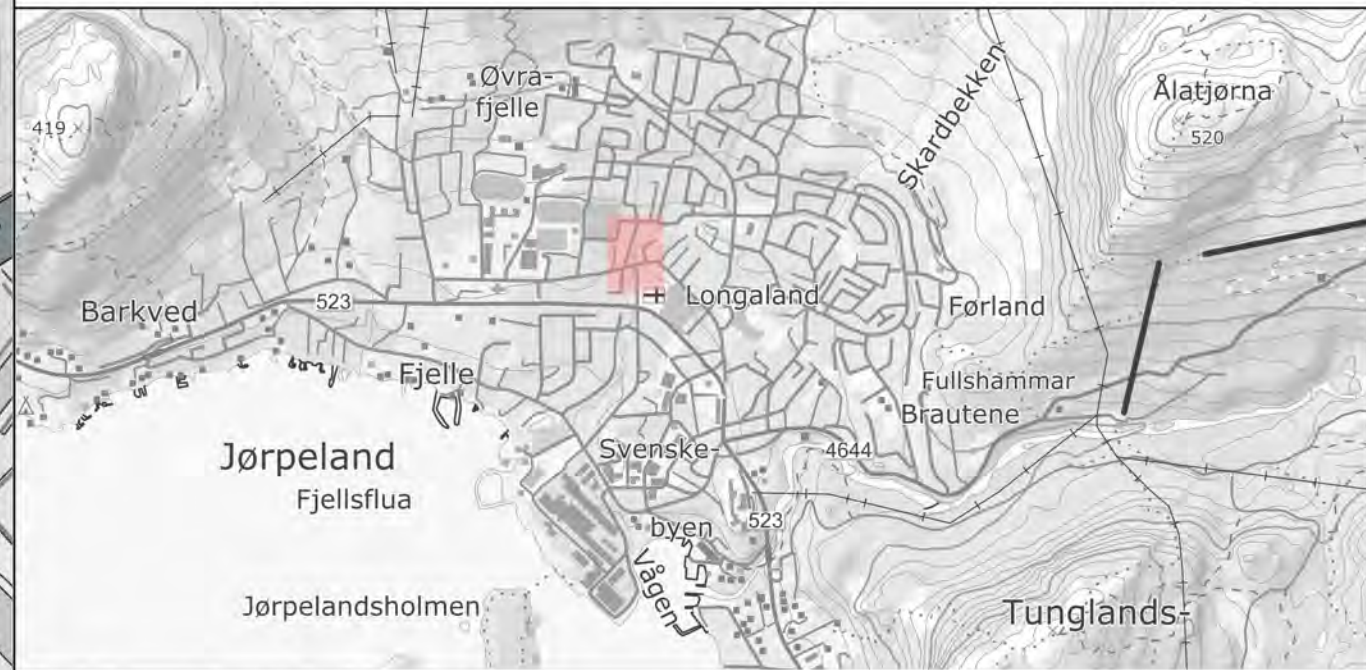 Øvra-
fjelle
Skardbekken
Ålatjørna
520
419
Barkved
523
Longaland
Førland
Fjelle
Fullshammar
Brautene
Jørpeland
Svenske-
4644
Fjellsflua
byen
523
Vågen
Jørpelandsholmen
Tunglands-